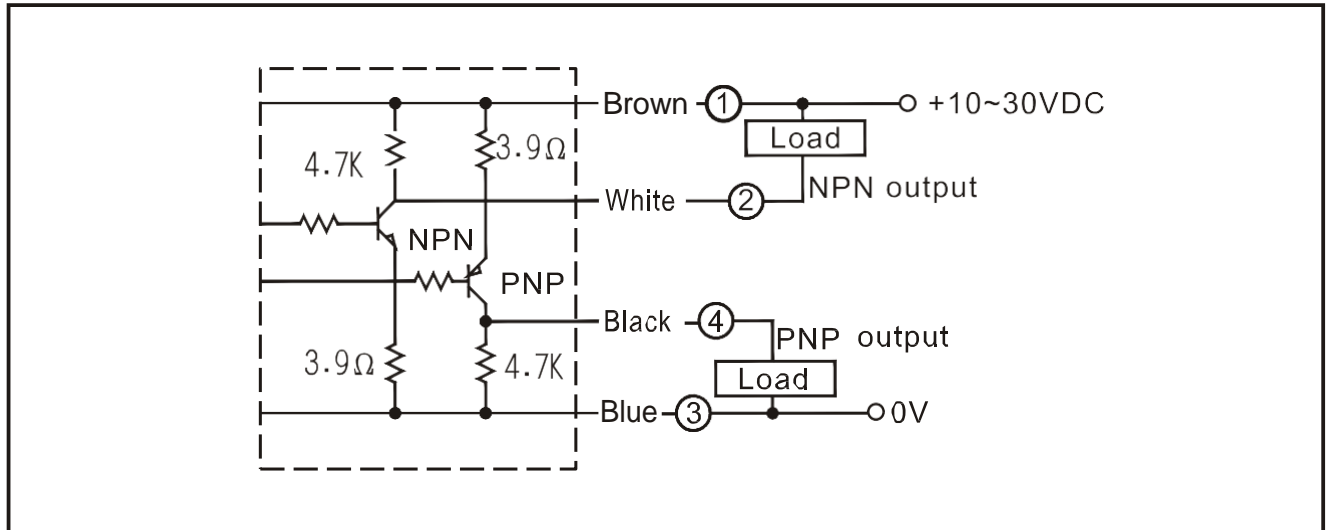 Brown ① +10~30VDC
Load
4.7K 3.9Ω
NPN output
White ②
NPN
PNP
Black ④
PNP output
3.9Ω 4.7K
Load
Blue ③ 0V